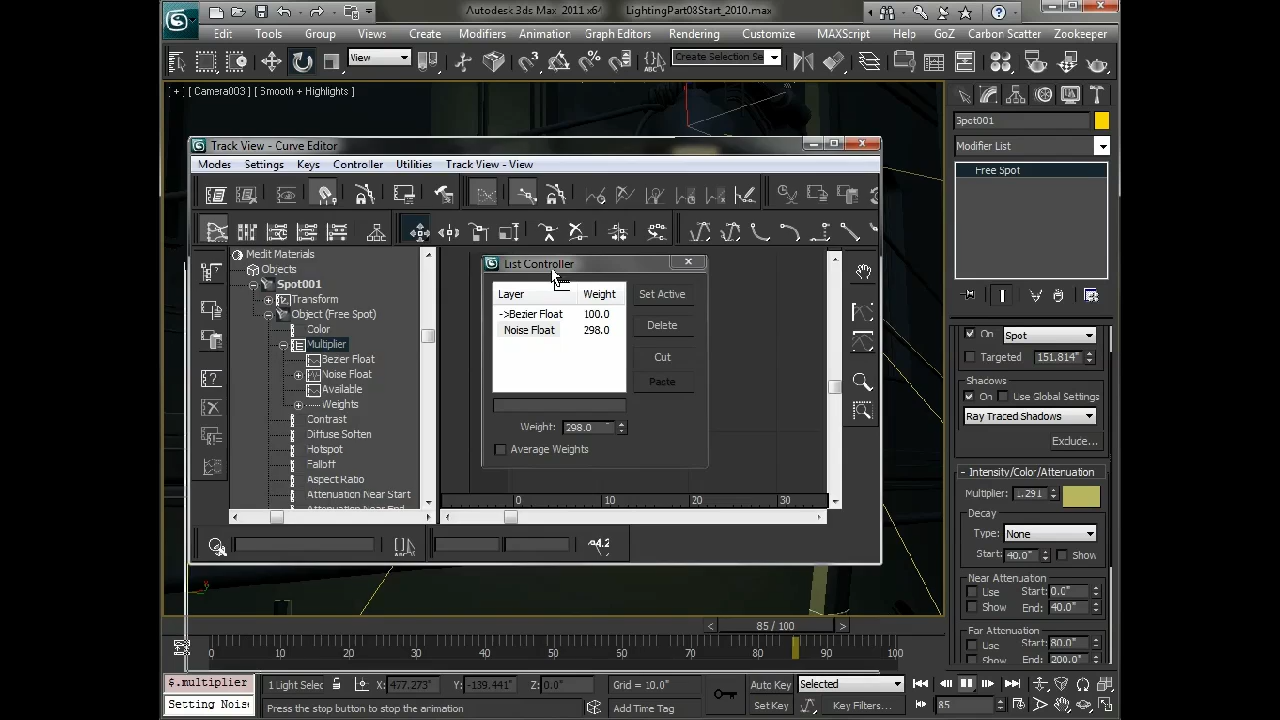 Autodesk 3ds Max 2011 x64 LightingPart08Start_2010.max
Edit Tools Group Views Create Modifiers Animation Graph Editors Rendering Customize MAXScript Help GoZ Carbon Scatter Zookeeper
View
Create Selection Se
[ + ] [ Camera003 ] [ Smooth + Highlights ]
Track View - Curve Editor
Modes Settings Keys Controller Utilities Track View - View
Medit Materials
Objects
Spot001
Transform
Object (Free Spot)
Color
Multiplier
Bezier Float
Noise Float
Available
Weights
Contrast
Diffuse Soften
Hotspot
Falloff
Aspect Ratio
Attenuation Near Start
Attenuation Near End
List Controller
Layer Weight
->Bezier Float 100.0
Noise Float 298.0
Set Active
Delete
Cut
Paste
Weight: 298.0
Average Weights
0 10 20 30
Spot001
Modifier List
Free Spot
On Spot
Targeted 151.814"
Shadows
On Use Global Settings
Ray Traced Shadows
Exclude...
- Intensity/Color/Attenuation
Multiplier: 1.291
Decay
Type: None
Start: 40.0" Show
Near Attenuation
Use Start: 0.0"
Show End: 40.0"
Far Attenuation
Use Start: 80.0"
Show End: 200.0"
< 85 / 100 >
0 10 20 30 40 50 60 70 80 90 100
$.multiplier
Setting Nois
1 Light Selec X: 477.273" Y: -139.441" Z: 0.0" Grid = 10.0"
Press the stop button to stop the animation
Add Time Tag
Auto Key Selected
Set Key Key Filters...
85